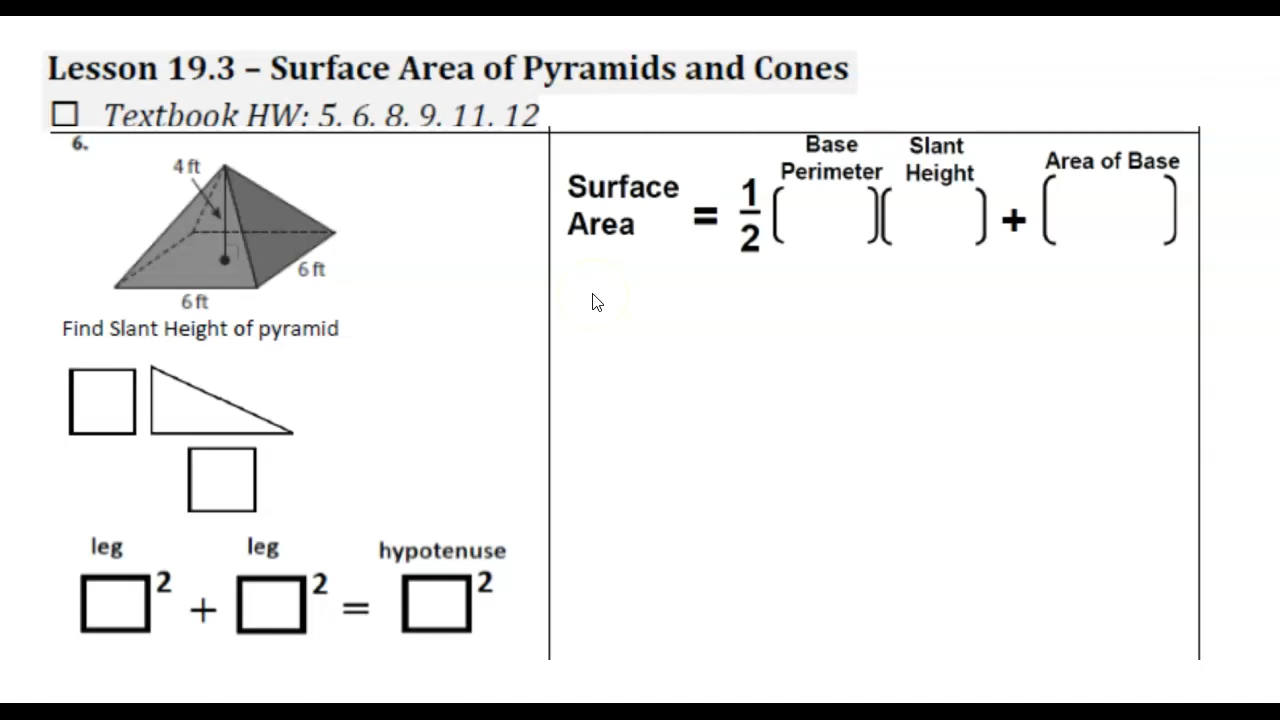 Lesson 19.3 – Surface Area of Pyramids and Cones
☐ Textbook HW: 5, 6, 8, 9, 11, 12
6.
4 ft
6 ft
6 ft
Find Slant Height of pyramid
leg leg hypotenuse
2 + 2 = 2
Base Perimeter
Slant Height
Area of Base
Surface Area = 1/2 ( )( ) + ( )